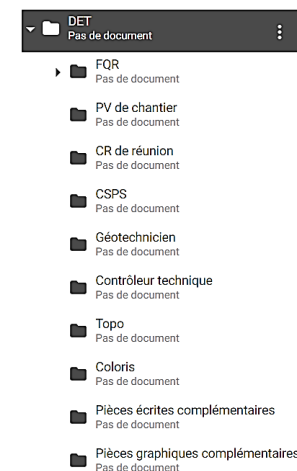 DET
Pas de document
FQR
Pas de document
PV de chantier
Pas de document
CR de réunion
Pas de document
CSPS
Pas de document
Géotechnicien
Pas de document
Contrôleur technique
Pas de document
Topo
Pas de document
Coloris
Pas de document
Pièces écrites complémentaires
Pas de document
Pièces graphiques complémentaires
Pas de document